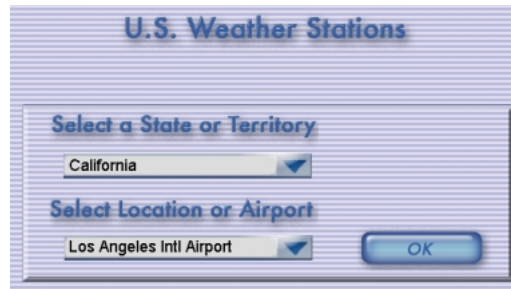 U.S. Weather Stations
Select a State or Territory
California
Select Location or Airport
Los Angeles Intl Airport
OK